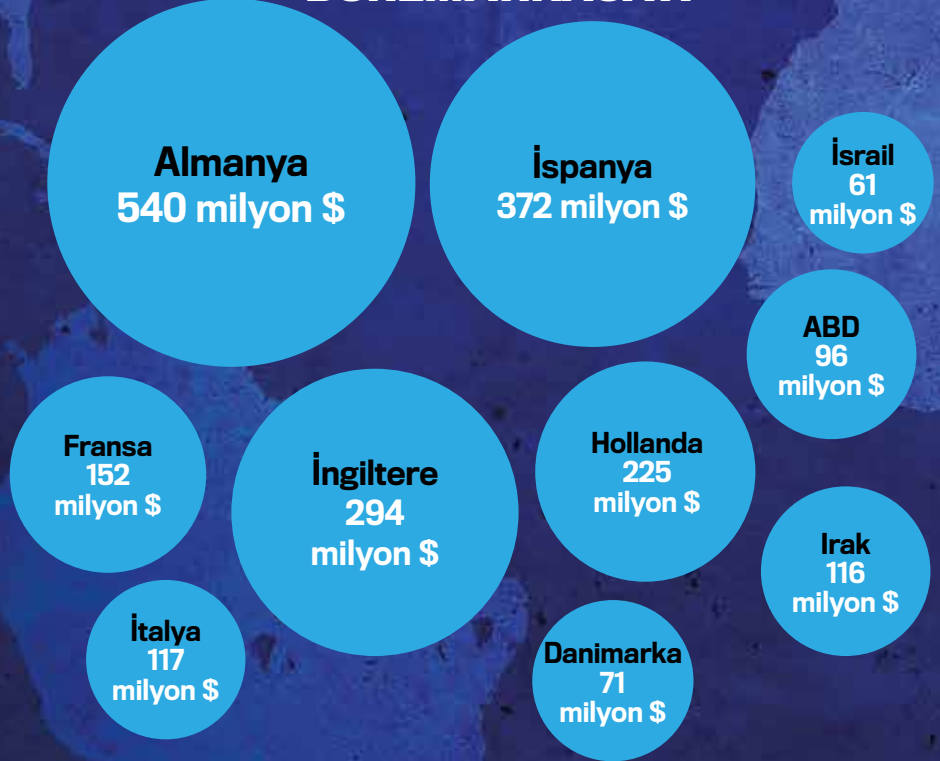 Almanya
540 milyon $
İspanya
372 milyon $
İsrail
61
milyon $
ABD
96
milyon $
Fransa
152
milyon $
İngiltere
294
milyon $
Hollanda
225
milyon $
Irak
116
milyon $
İtalya
117
milyon $
Danimarka
71
milyon $